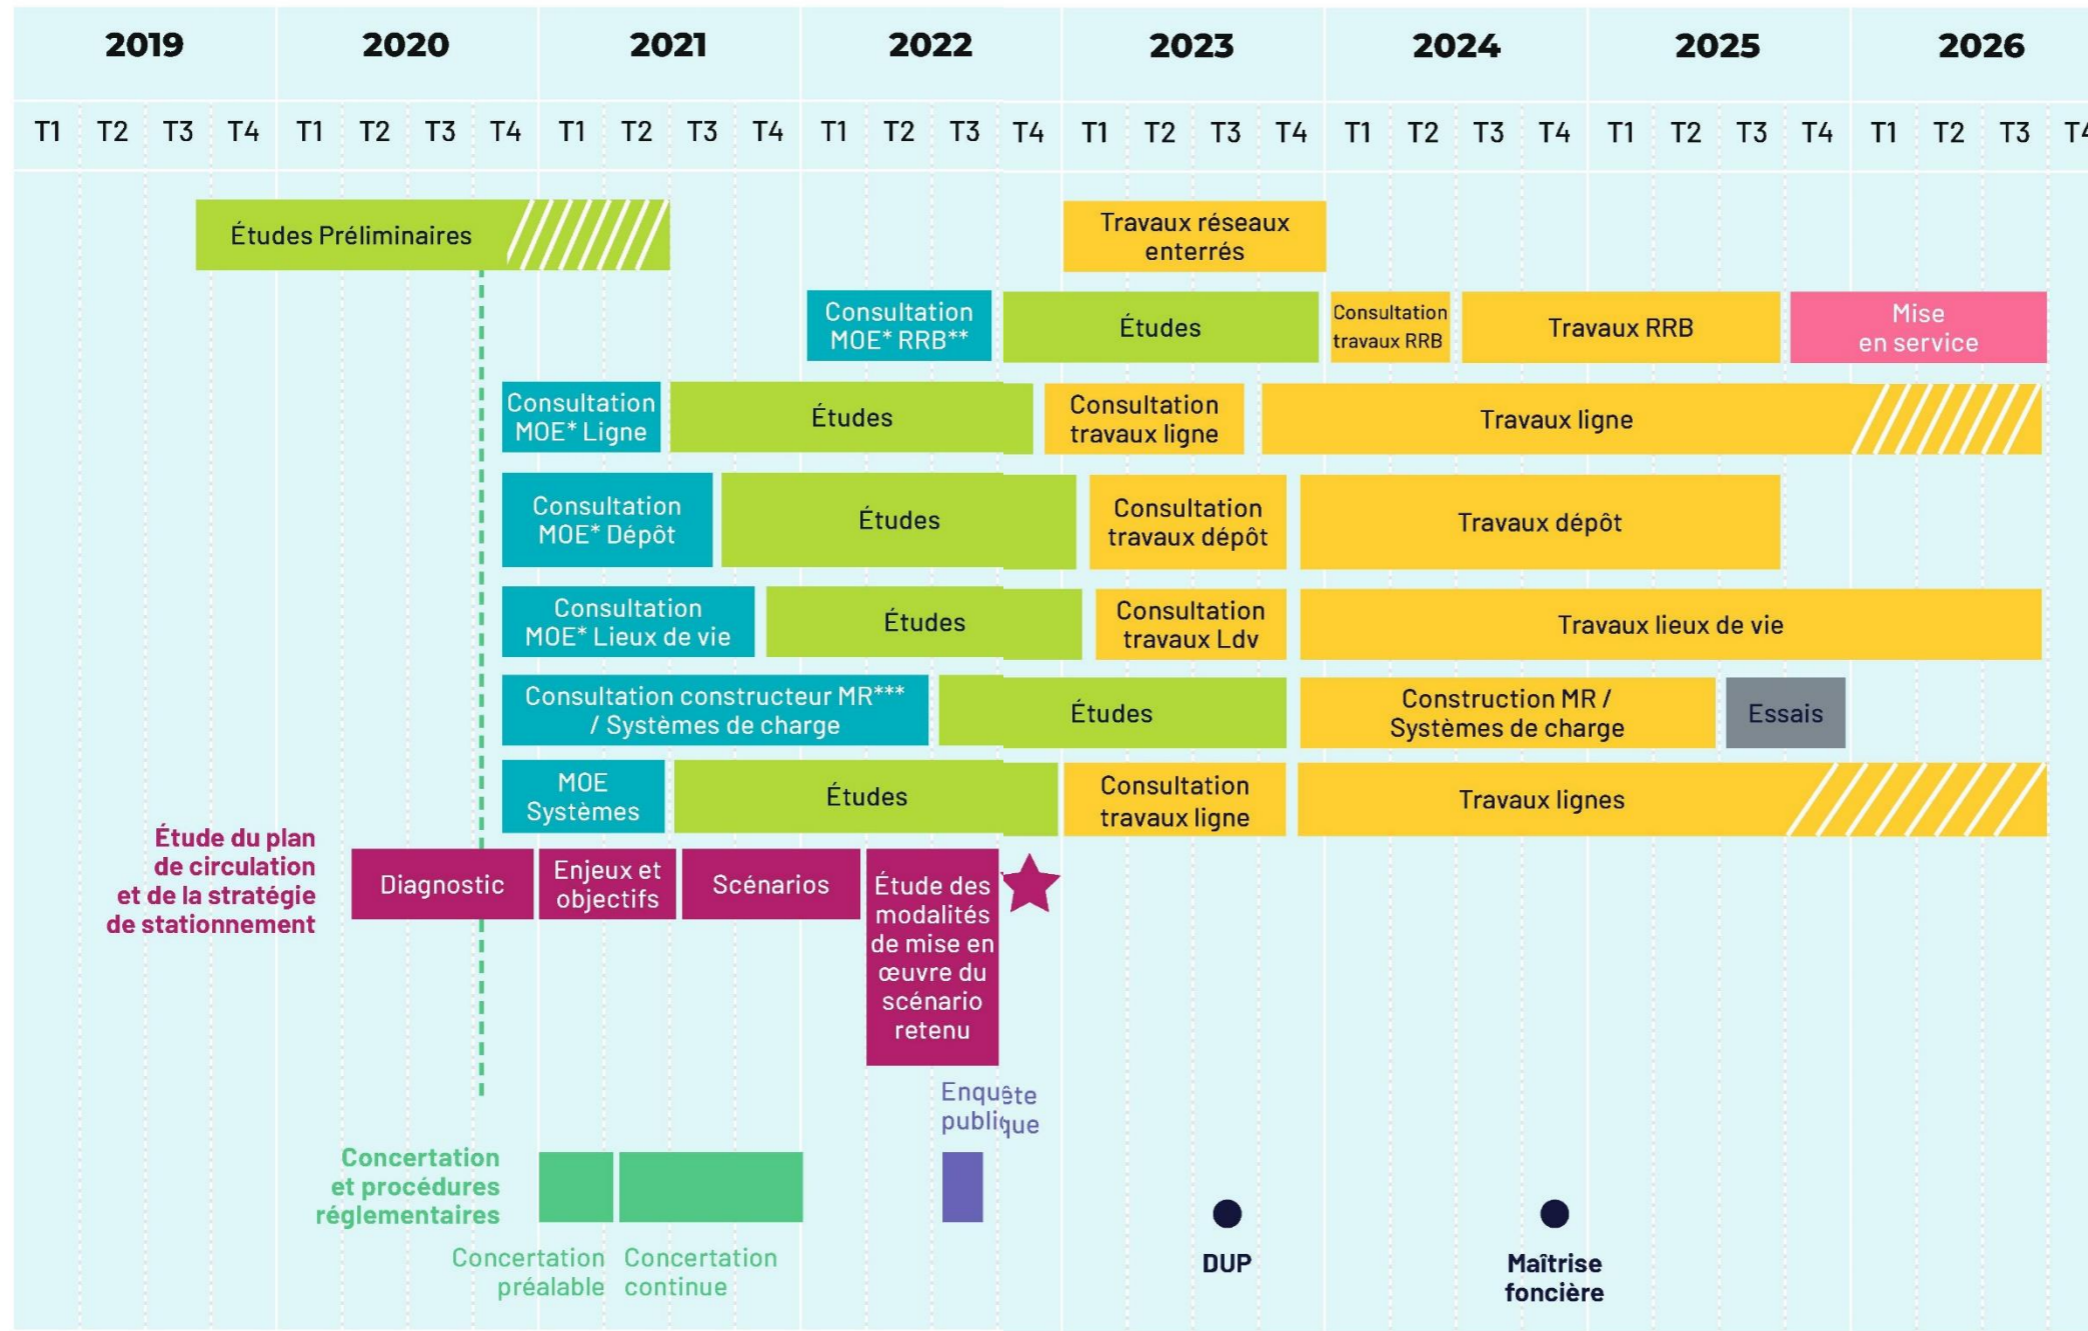 2019 2020 2021 2022 2023 2024 2025 2026
T1 T2 T3 T4 T1 T2 T3 T4 T1 T2 T3 T4 T1 T2 T3 T4 T1 T2 T3 T4 T1 T2 T3 T4 T1 T2 T3 T4 T1 T2 T3 T4
Études Préliminaires
Travaux réseaux
enterrés
Consultation
MOE* RRB**
Études
Consultation
travaux RRB
Travaux RRB
Mise
en service
Consultation
MOE* Ligne
Études
Consultation
travaux ligne
Travaux ligne
Consultation
MOE* Dépôt
Études
Consultation
travaux dépôt
Travaux dépôt
Consultation
MOE* Lieux de vie
Études
Consultation
travaux Ldv
Travaux lieux de vie
Consultation constructeur MR***
/ Systèmes de charge
Études
Construction MR /
Systèmes de charge
Essais
MOE
Systèmes
Études
Consultation
travaux ligne
Travaux lignes
Étude du plan
de circulation
et de la stratégie
de stationnement
Diagnostic
Enjeux et
objectifs
Scénarios
Étude des
modalités
de mise en
œuvre du
scénario
retenu
Enquête
publique
Concertation
et procédures
réglementaires
Concertation
préalable
Concertation
continue
DUP
Maîtrise
foncière